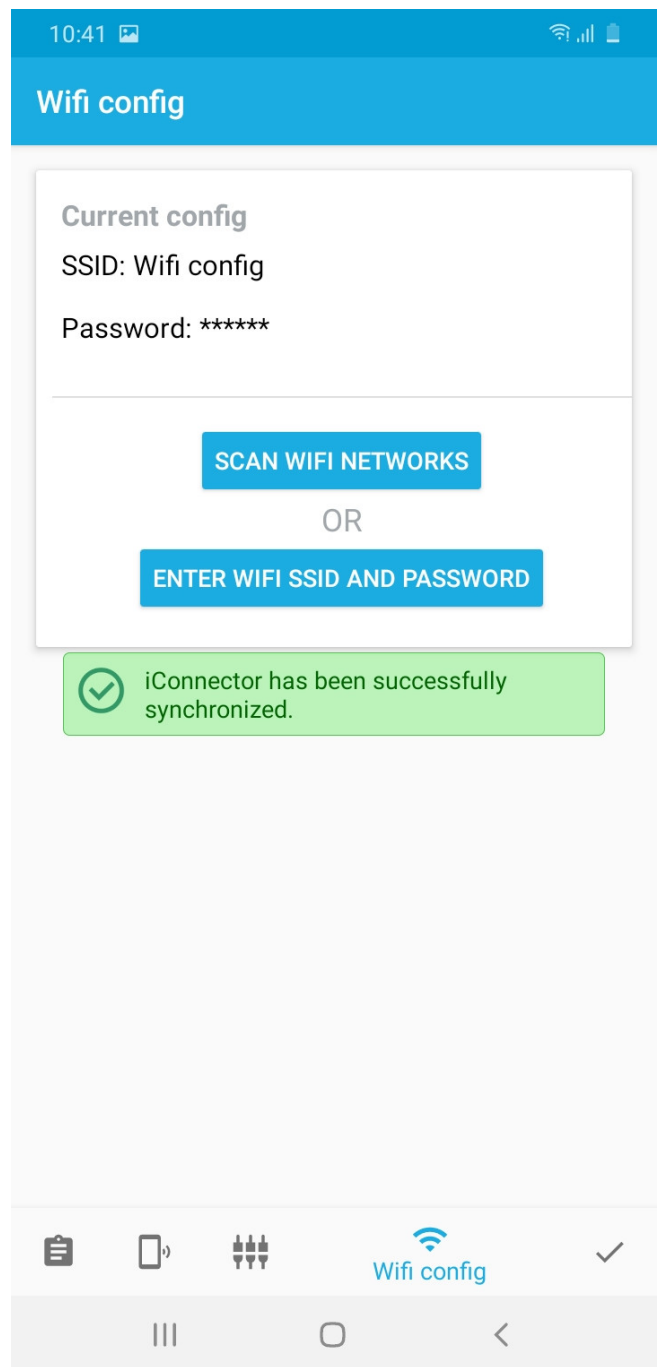 10:41
Wifi config
Current config
SSID: Wifi config
Password: ******
SCAN WIFI NETWORKS
OR
ENTER WIFI SSID AND PASSWORD
iConnector has been successfully
synchronized.
Wifi config